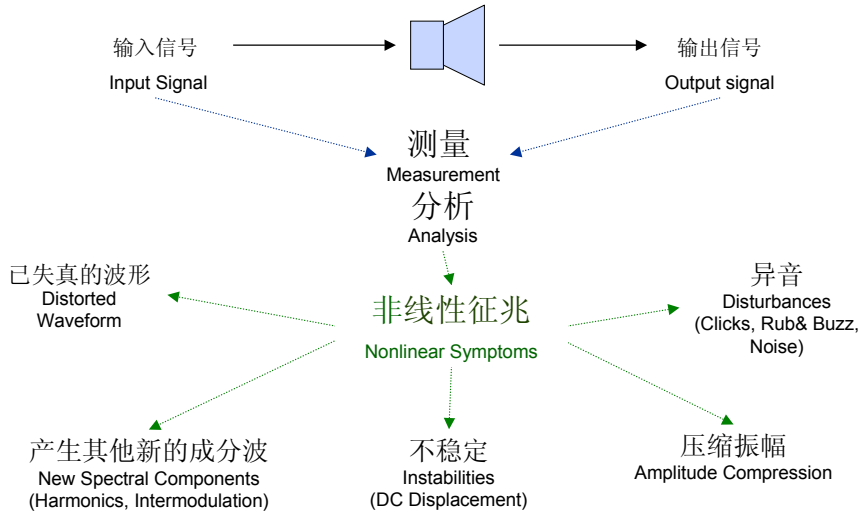 输入信号
Input Signal
输出信号
Output signal
测量
Measurement
分析
Analysis
已失真的波形
Distorted
Waveform
非线性征兆
Nonlinear Symptoms
异音
Disturbances
(Clicks, Rub& Buzz,
Noise)
产生其他新的成分波
New Spectral Components
(Harmonics, Intermodulation)
不稳定
Instabilities
(DC Displacement)
压缩振幅
Amplitude Compression